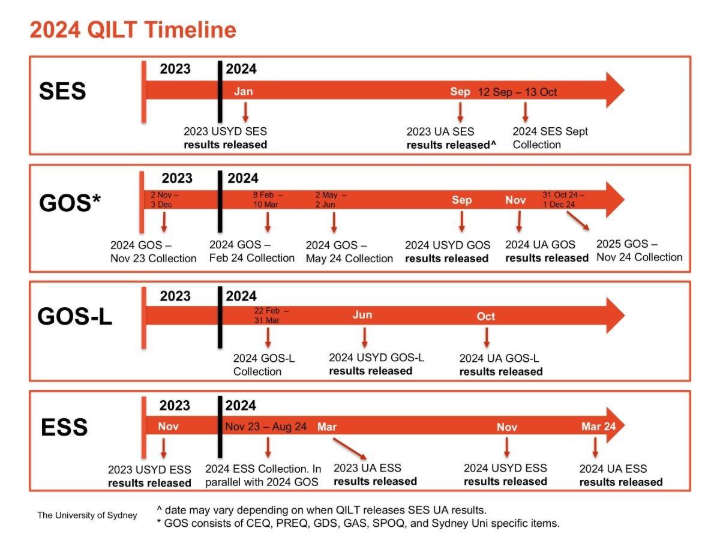 2024 QILT Timeline
2023 2024
SES
Jan Sep 12 Sep – 13 Oct
2023 USYD SES
results released
2023 UA SES
results released^
2024 SES Sept
Collection
2023 2024
GOS*
2 Nov –
3 Dec
8 Feb –
10 Mar
2 May –
2 Jun
Sep
Nov
31 Oct 24 –
1 Dec 24
2024 GOS –
Nov 23 Collection
2024 GOS –
Feb 24 Collection
2024 GOS –
May 24 Collection
2024 USYD GOS
results released
2024 UA GOS
results released
2025 GOS –
Nov 24 Collection
2023 2024
GOS-L
22 Feb –
31 Mar
Jun
Oct
2024 GOS-L
Collection
2024 USYD GOS-L
results released
2024 UA GOS-L
results released
2023 2024
ESS
Nov Nov 23 – Aug 24 Mar Nov Mar 24
2023 USYD ESS
results released
2024 ESS Collection. In
parallel with 2024 GOS
2023 UA ESS
results released
2024 USYD ESS
results released
2024 UA ESS
results released
The University of Sydney
^ date may vary depending on when QILT releases SES UA results.
* GOS consists of CEQ, PREQ, GDS, GAS, SPOQ, and Sydney Uni specific items.